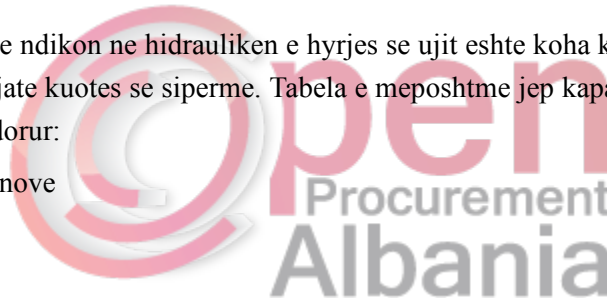 e ndikon ne hidrauliken e hyrjes se ujit eshte koha k
jate kuotes se siperme. Tabela e meposhtme jep kapa
dorur:
nove
Open
Procurement
Albania